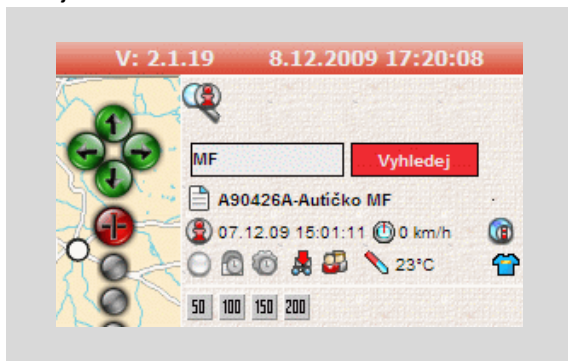 V: 2.1.19 8.12.2009 17:20:08
MF Vyhledej
A90426A-Autíčko MF
07.12.09 15:01:11 0 km/h
23°C
50 100 150 200